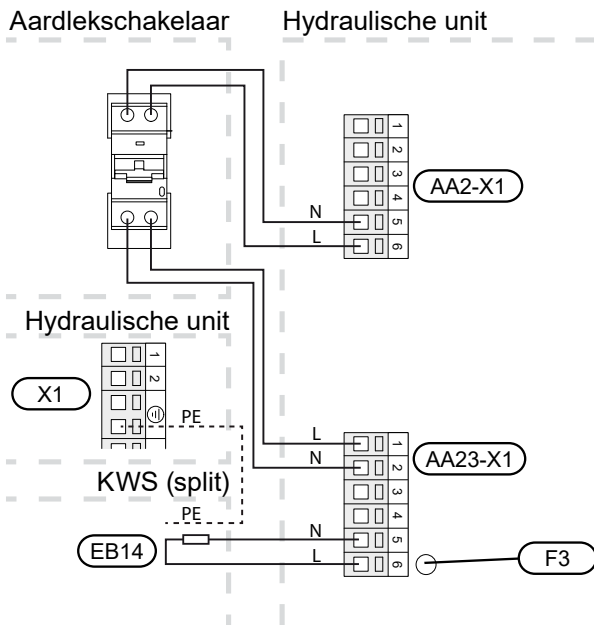 Aardlekschakelaar
Hydraulische unit
1
2
3
4
5
6
AA2-X1
N
L
0
Hydraulische unit
1
2
X1
PE
L
N
1
2
3
4
5
6
AA23-X1
KWS (split)
PE
EB14
N
L
F3